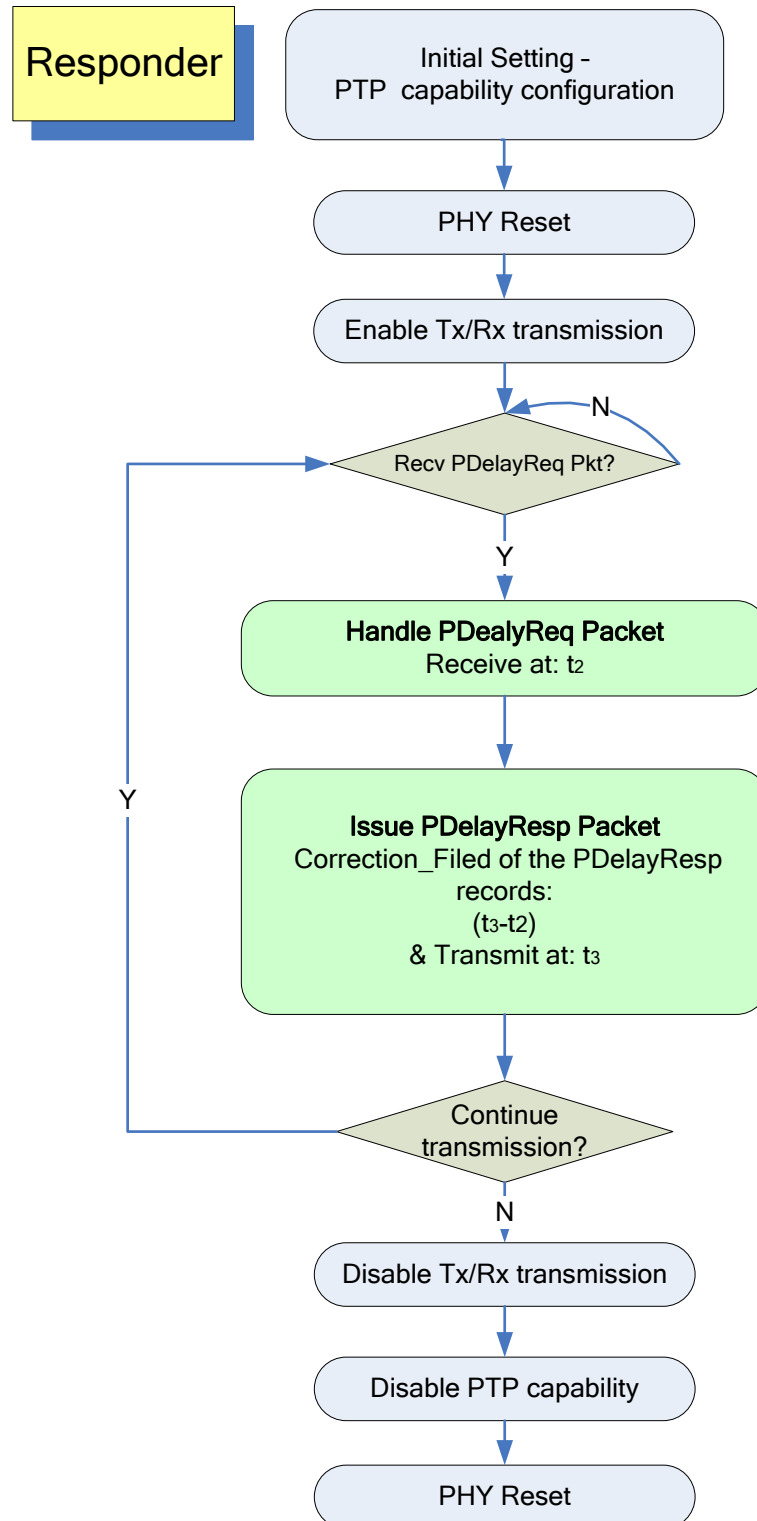 Responder
Initial Setting –
PTP capability configuration
PHY Reset
Enable Tx/Rx transmission
N
Recv PDelayReq Pkt?
Y
Handle PDealyReq Packet
Receive at: t2
Y
Issue PDelayResp Packet
Correction_Filed of the PDelayResp
records:
(t3-t2)
& Transmit at: t3
Continue
transmission?
N
Disable Tx/Rx transmission
Disable PTP capability
PHY Reset